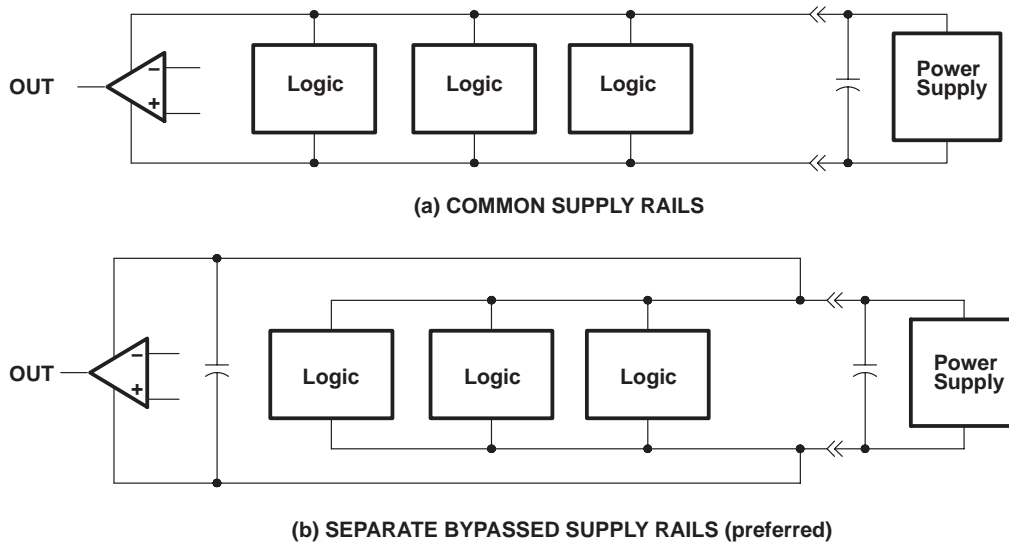 OUT
−
+
Logic
Logic
Logic
Power
Supply
(a) COMMON SUPPLY RAILS
OUT
−
+
Logic
Logic
Logic
Power
Supply
(b) SEPARATE BYPASSED SUPPLY RAILS (preferred)